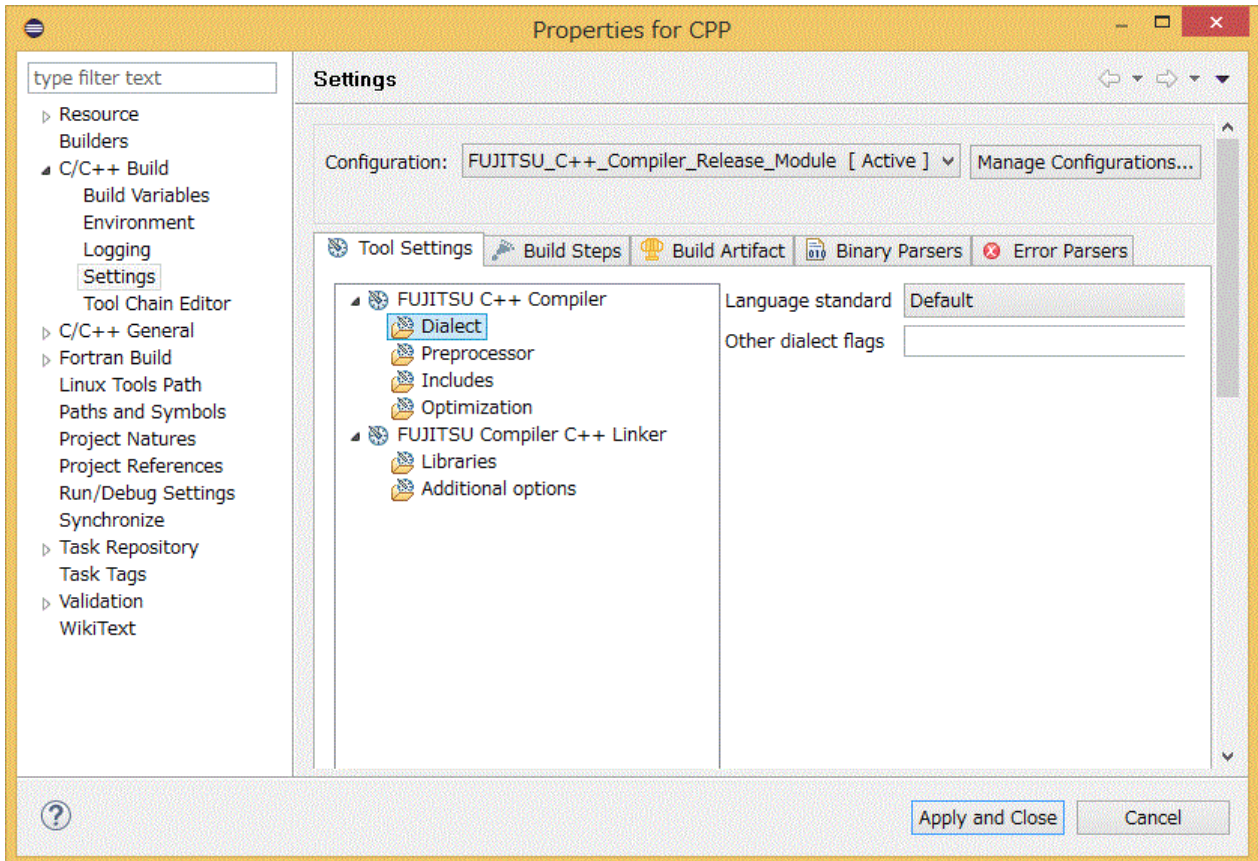 Properties for CPP
type filter text
Resource
Builders
C/C++ Build
Build Variables
Environment
Logging
Settings
Tool Chain Editor
C/C++ General
Fortran Build
Linux Tools Path
Paths and Symbols
Project Natures
Project References
Run/Debug Settings
Synchronize
Task Repository
Task Tags
Validation
WikiText
Settings
Configuration: FUJITSU_C++_Compiler_Release_Module [ Active ] Manage Configurations...
Tool Settings Build Steps Build Artifact Binary Parsers Error Parsers
FUJITSU C++ Compiler
Dialect
Preprocessor
Includes
Optimization
FUJITSU Compiler C++ Linker
Libraries
Additional options
Language standard Default
Other dialect flags
Apply and Close Cancel